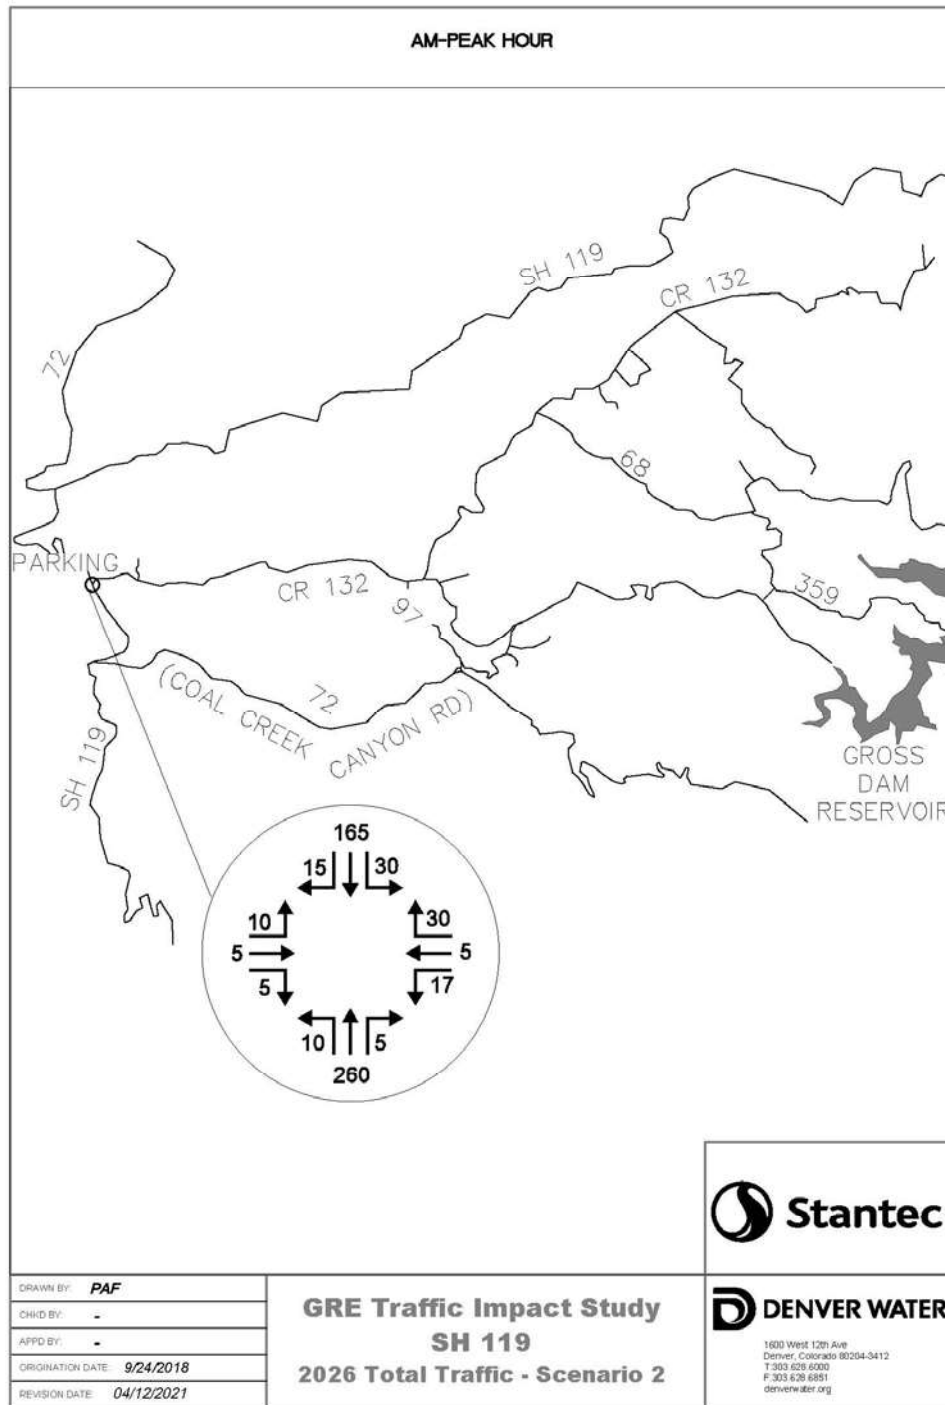 AM-PEAK HOUR
SH 119
CR 132
72
68
PARKING
CR 132
97
359
72
(COAL CREEK CANYON RD)
SH 119
GROSS
DAM
RESERVOIR
165
15 30
10 30
5 5
5 17
10 5
260
Stantec
DRAWN BY: PAF
CHKD BY: -
APPD BY: -
ORIGINATION DATE: 9/24/2018
REVISION DATE: 04/12/2021
GRE Traffic Impact Study
SH 119
2026 Total Traffic - Scenario 2
DENVER WATER
1600 West 12th Ave
Denver, Colorado 80204-3412
T:303.628.6000
F:303.628.6851
denverwater.org